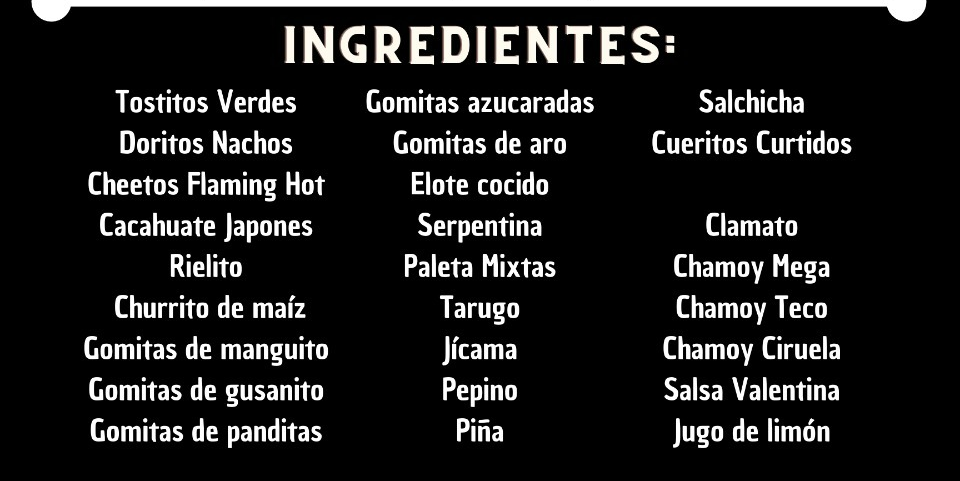 INGREDIENTES:
Tostitos Verdes
Doritos Nachos
Cheetos Flaming Hot
Cacahuate Japones
Rielito
Churrito de maíz
Gomitas de manguito
Gomitas de gusanito
Gomitas de panditas
Gomitas azucaradas
Gomitas de aro
Elote cocido
Serpentina
Paleta Mixtas
Tarugo
Jícama
Pepino
Piña
Salchicha
Cueritos Curtidos
Clamato
Chamoy Mega
Chamoy Teco
Chamoy Ciruela
Salsa Valentina
Jugo de limón